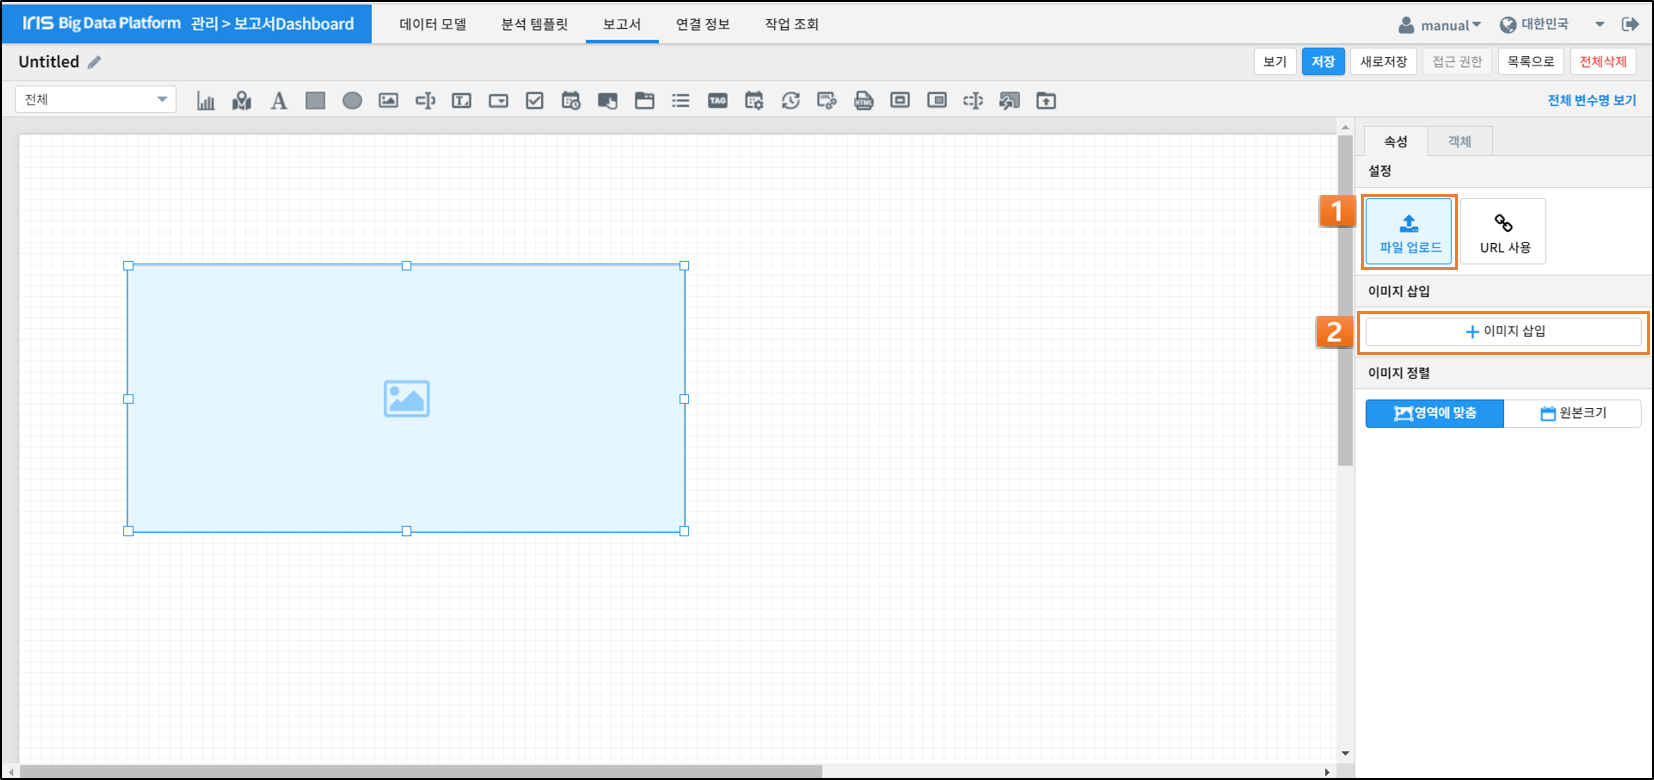 IRIS Big Data Platform 관리 > 보고서Dashboard 데이터 모델 분석 템플릿 보고서 연결 정보 작업 조회 manual 대한민국
Untitled 보기 저장 새로저장 접근 권한 목록으로 전체삭제
전체 A T TAG HTML 전체 변수명 보기
속성 객체
설정
1 파일 업로드 URL 사용
이미지 삽입
2 + 이미지 삽입
이미지 정렬
영역에 맞춤 원본크기